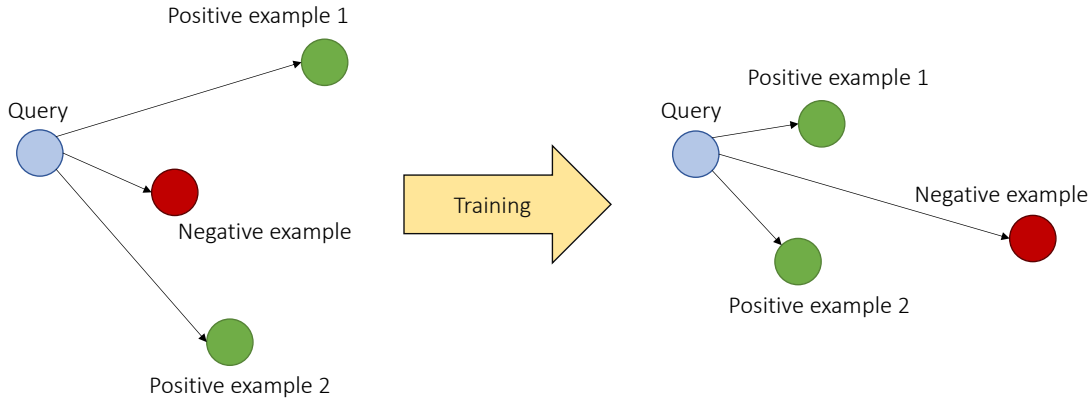 Positive example 1
Query
Negative example
Positive example 2
Training
Positive example 1
Query
Negative example
Positive example 2